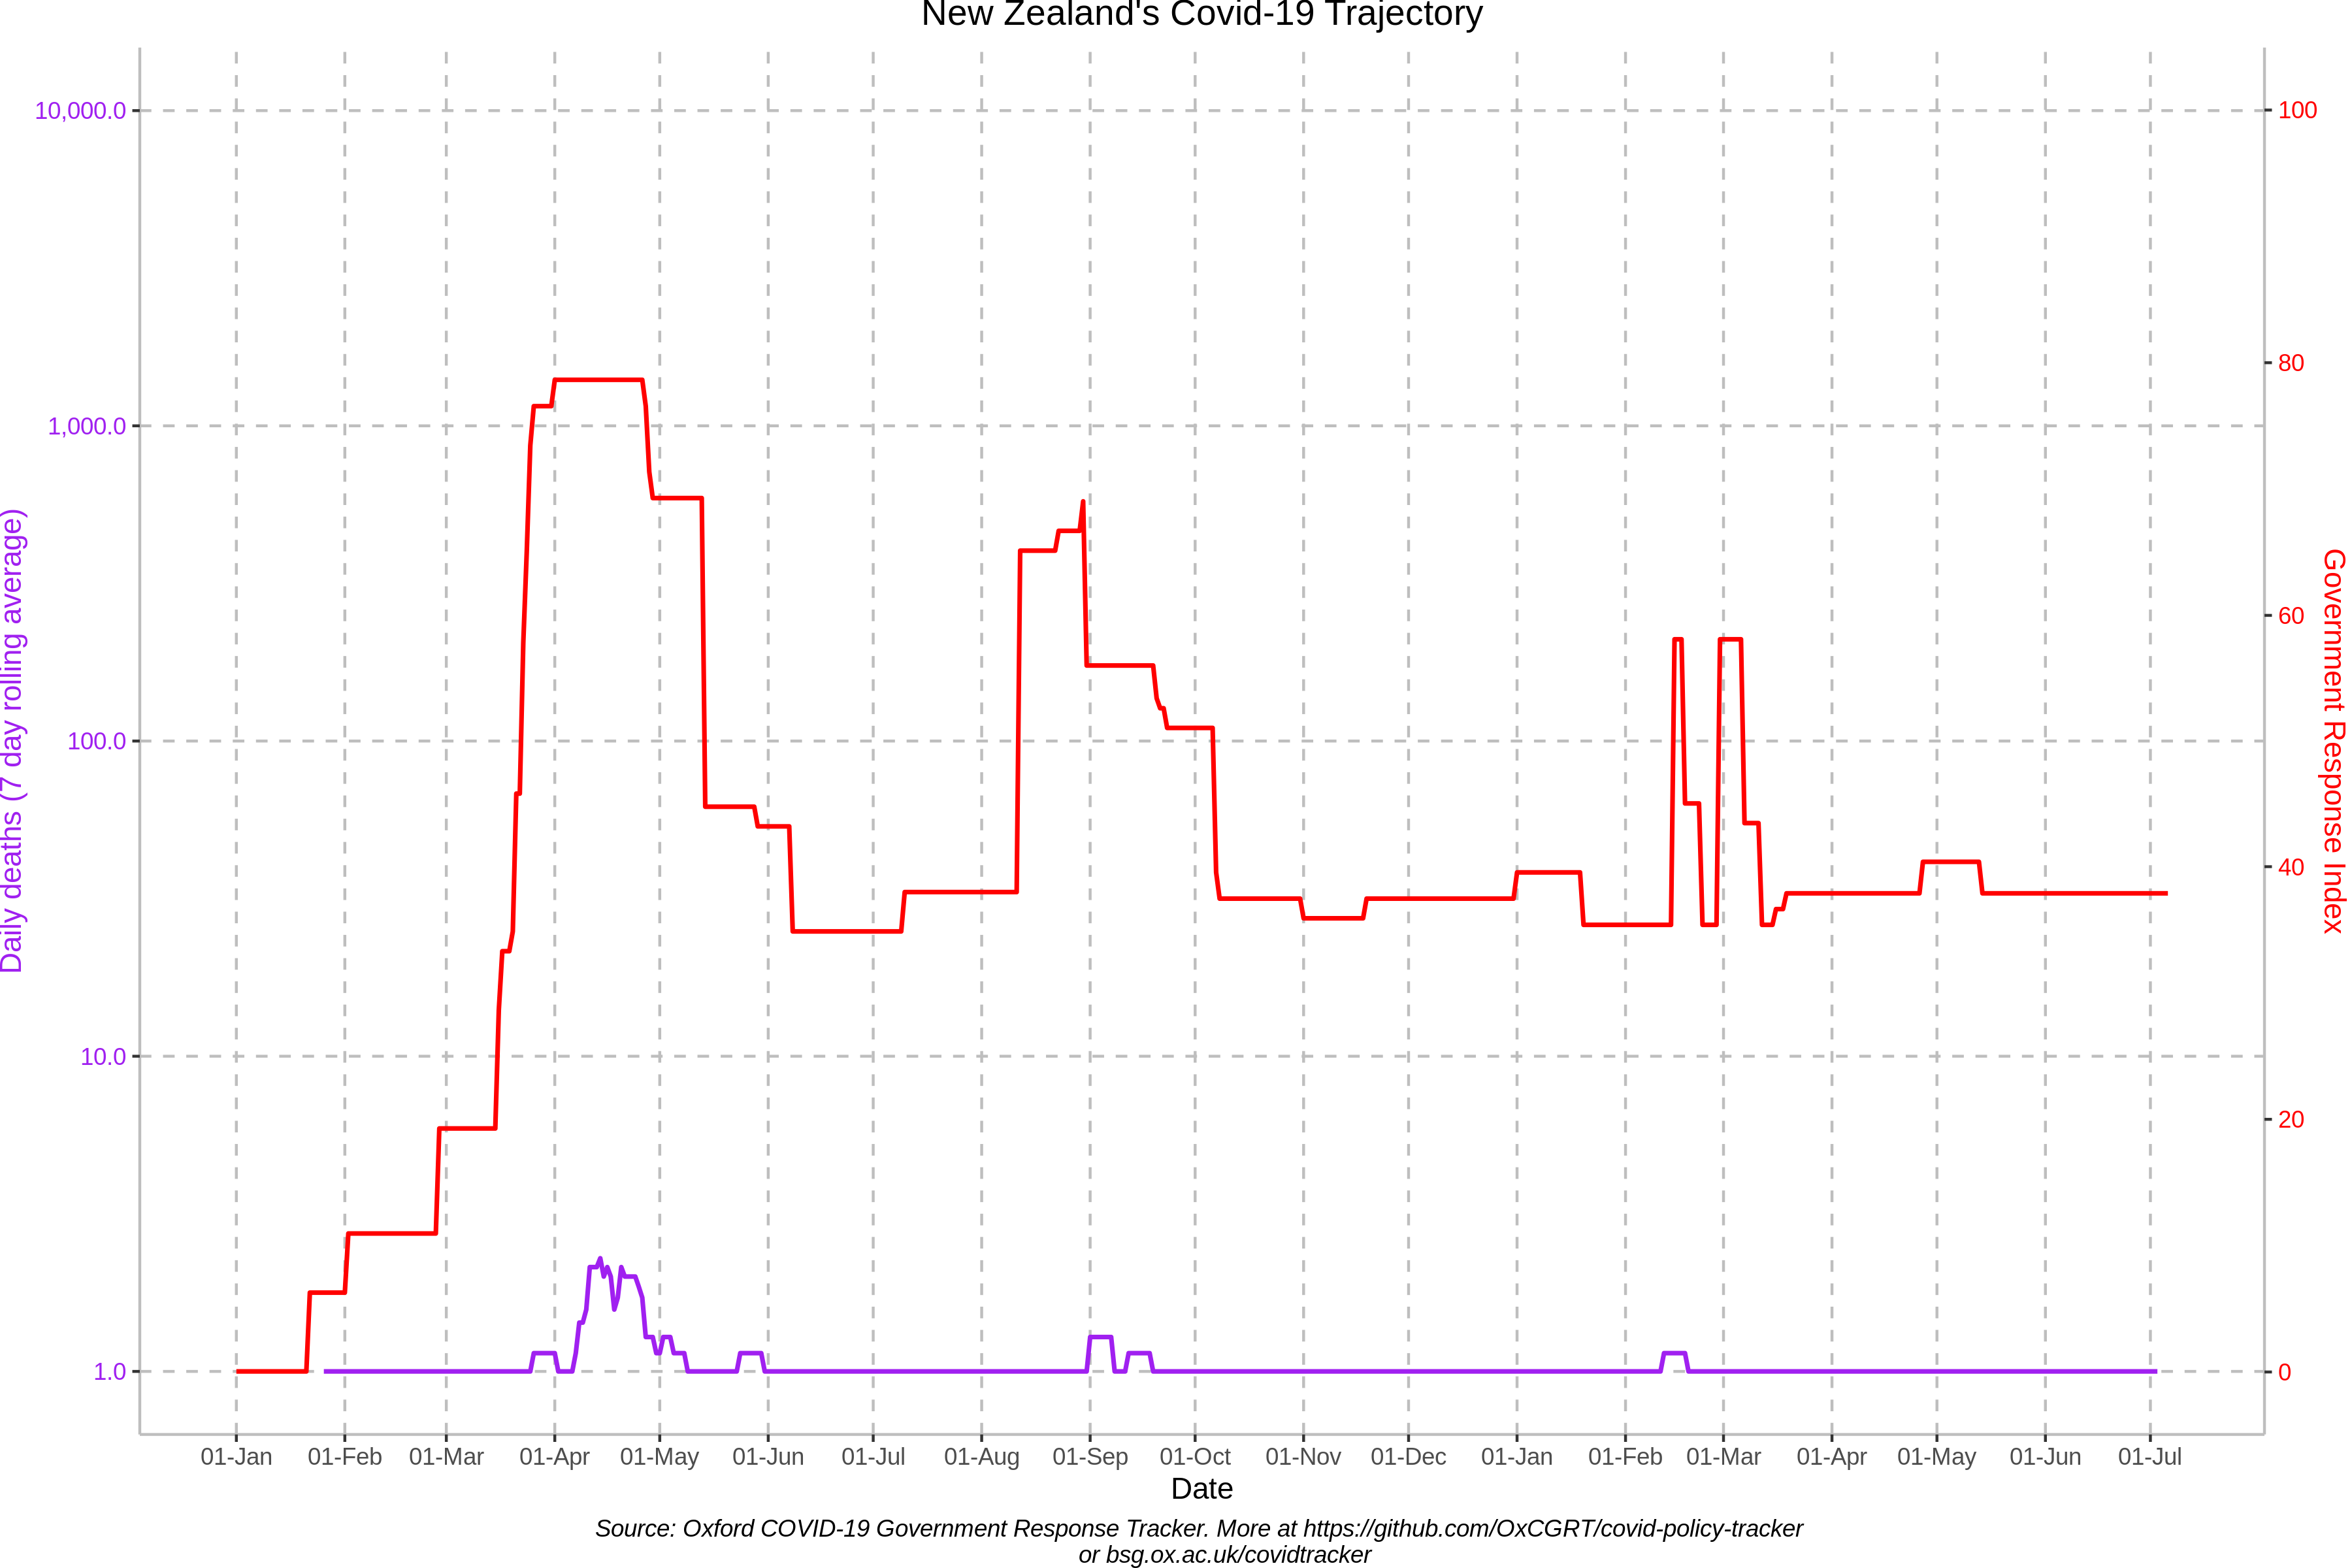 New Zealand's Covid-19 Trajectory
10,000.0
1,000.0
100.0
10.0
1.0
Daily deaths (7 day rolling average)
100
80
60
40
20
0
Government Response Index
01-Jan 01-Feb 01-Mar 01-Apr 01-May 01-Jun 01-Jul 01-Aug 01-Sep 01-Oct 01-Nov 01-Dec 01-Jan 01-Feb 01-Mar 01-Apr 01-May 01-Jun 01-Jul
Date
Source: Oxford COVID-19 Government Response Tracker. More at https://github.com/OxCGRT/covid-policy-tracker
or bsg.ox.ac.uk/covidtracker